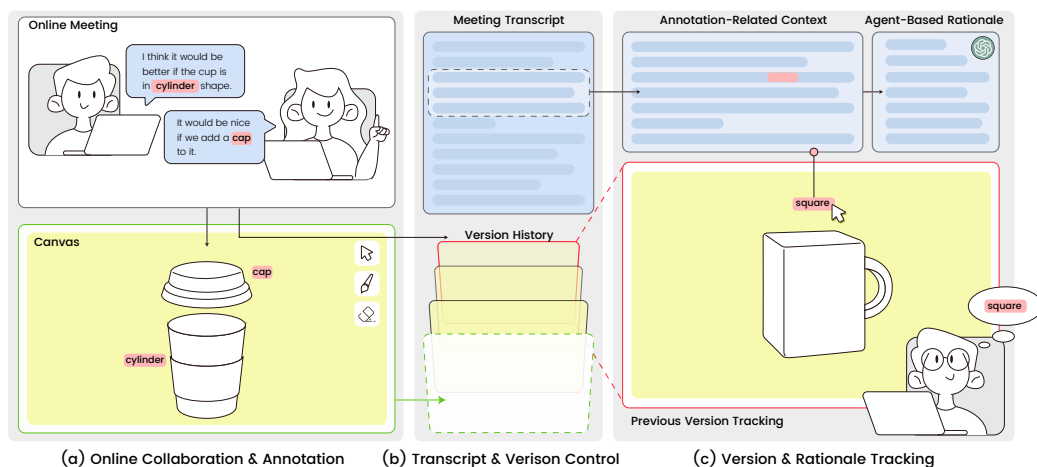 Online Meeting
I think it would be
better if the cup is
in cylinder shape.
It would be nice
if we add a cap
to it.
Canvas
cap
cylinder
(a) Online Collaboration & Annotation
Meeting Transcript
Version History
(b) Transcript & Verison Control
Annotation-Related Context
Agent-Based Rationale
square
square
Previous Version Tracking
(c) Version & Rationale Tracking